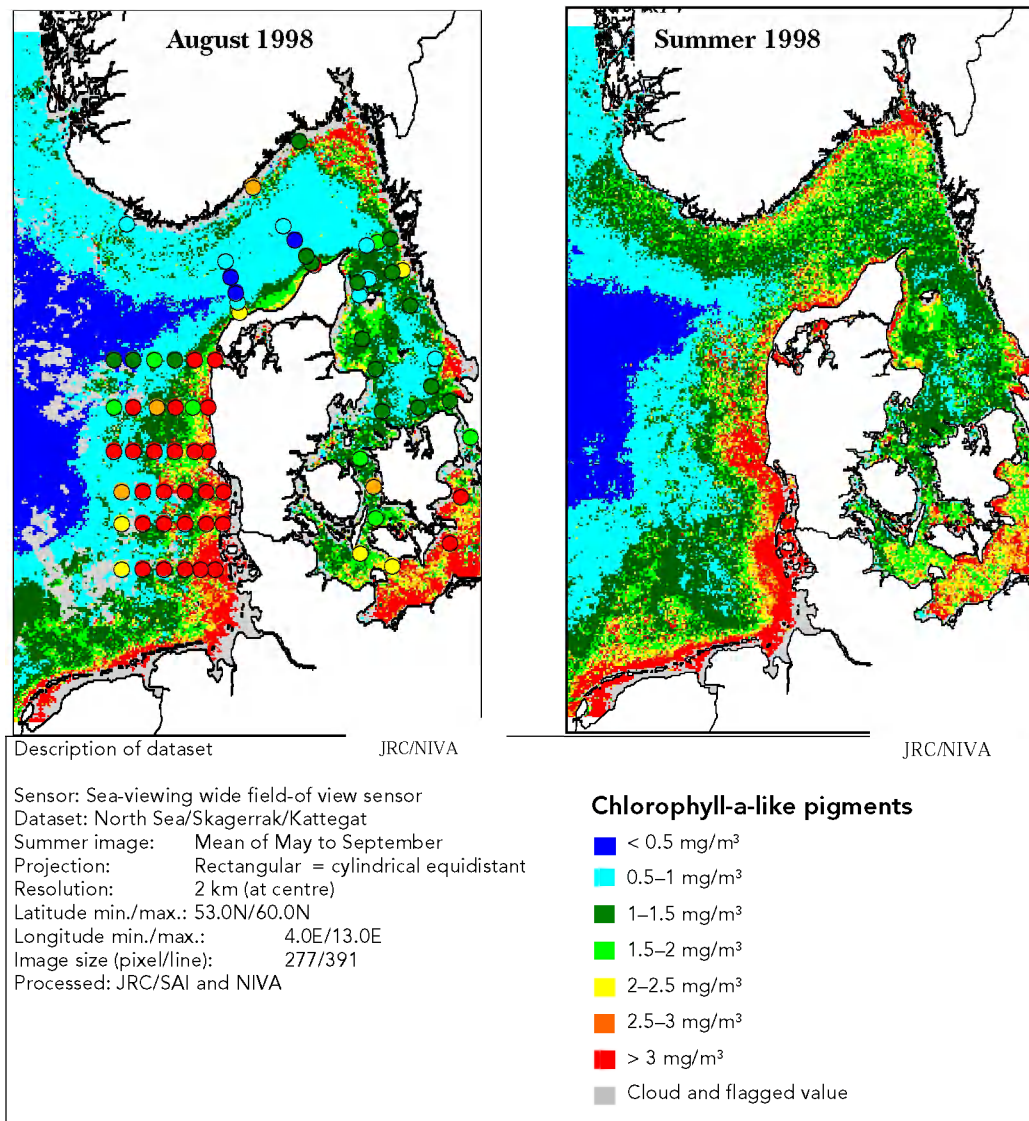 August 1998
Summer 1998
Description of dataset
JRC/NIVA
JRC/NIVA
Sensor: Sea-viewing wide field-of view sensor
Dataset: North Sea/Skagerrak/Kattegat
Summer image: Mean of May to September
Projection: Rectangular = cylindrical equidistant
Resolution: 2 km (at centre)
Latitude min./max.: 53.0N/60.0N
Longitude min./max.: 4.0E/13.0E
Image size (pixel/line): 277/391
Processed: JRC/SAI and NIVA
Chlorophyll-a-like pigments
< 0.5 mg/m³
0.5–1 mg/m³
1–1.5 mg/m³
1.5–2 mg/m³
2–2.5 mg/m³
2.5–3 mg/m³
> 3 mg/m³
Cloud and flagged value